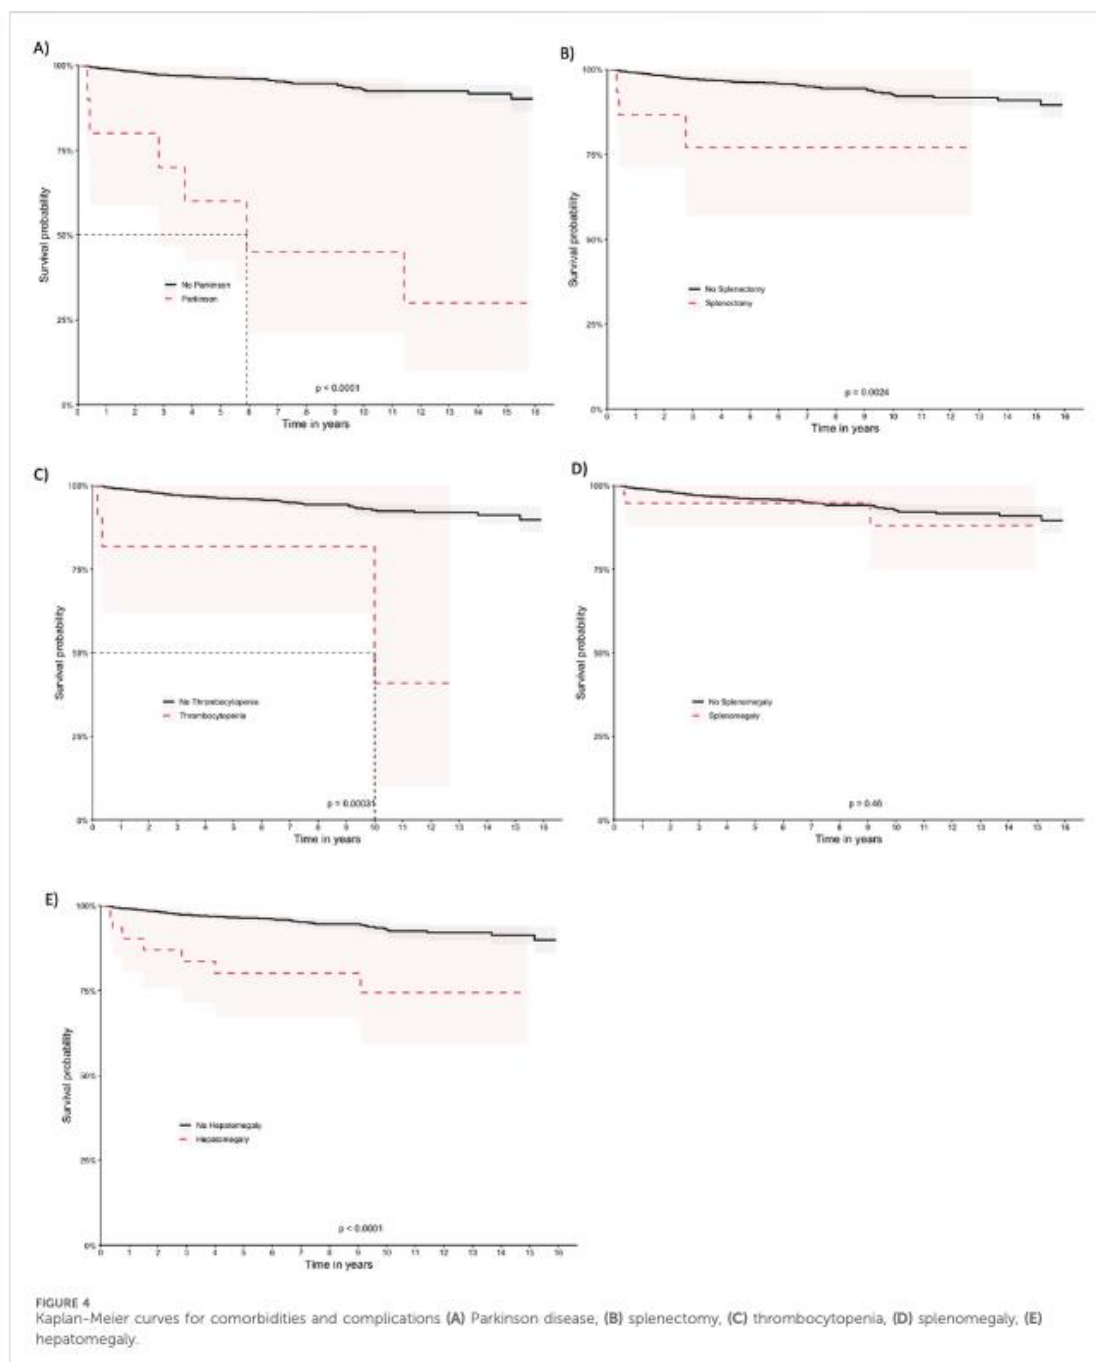 A)
100%
75%
50%
25%
0%
Survival probability
No Parkinson
Parkinson
p < 0.0001
0 1 2 3 4 5 6 7 8 9 10 11 12 13 14 15 16
Time in years
B)
100%
75%
50%
25%
0%
Survival probability
No Splenectomy
Splenectomy
p = 0.0024
0 1 2 3 4 5 6 7 8 9 10 11 12 13 14 15 16
Time in years
C)
100%
75%
50%
25%
0%
Survival probability
No Thrombocytopenia
Thrombocytopenia
p = 0.00031
0 1 2 3 4 5 6 7 8 9 10 11 12 13 14 15 16
Time in years
D)
100%
75%
50%
25%
0%
Survival probability
No Splenomegaly
Splenomegaly
p = 0.46
0 1 2 3 4 5 6 7 8 9 10 11 12 13 14 15 16
Time in years
E)
100%
75%
50%
25%
0%
Survival probability
No Hepatomegaly
Hepatomegaly
p < 0.0001
0 1 2 3 4 5 6 7 8 9 10 11 12 13 14 15 16
Time in years
FIGURE 4
Kaplan-Meier curves for comorbidities and complications (A) Parkinson disease, (B) splenectomy, (C) thrombocytopenia, (D) splenomegaly, (E)
hepatomegaly.